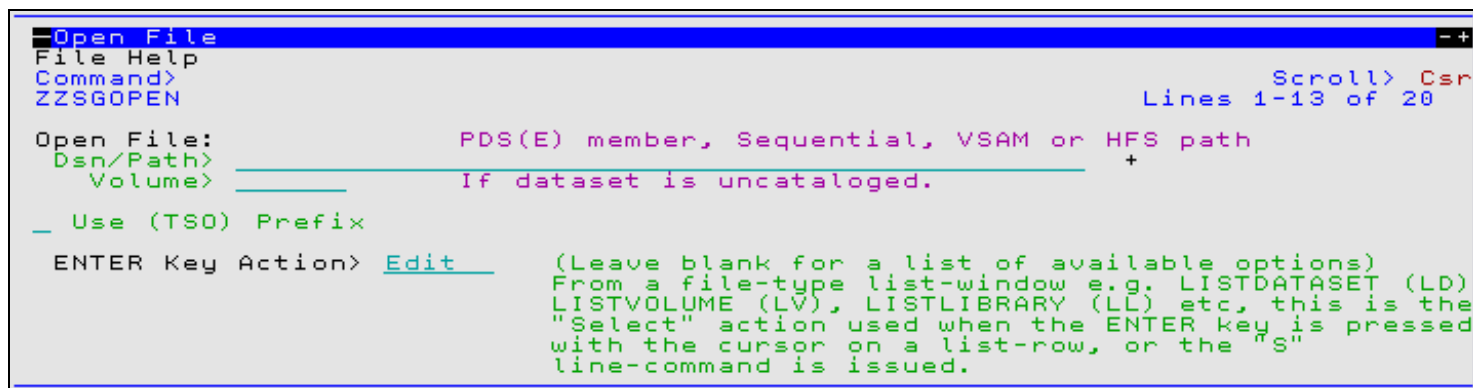 -Open File -+
File Help
Command> Scroll> Csr
ZZSGOPEN Lines 1-13 of 20
Open File: PDS(E) member, Sequential, VSAM or HFS path
Dsn/Path> +
Volume> If dataset is uncataloged.
_ Use (TSO) Prefix
ENTER Key Action> Edit (Leave blank for a list of available options)
From a file-type list-window e.g. LISTDATASET (LD)
LISTVOLUME (LV), LISTLIBRARY (LL) etc, this is the
"Select" action used when the ENTER key is pressed
with the cursor on a list-row, or the "S"
line-command is issued.